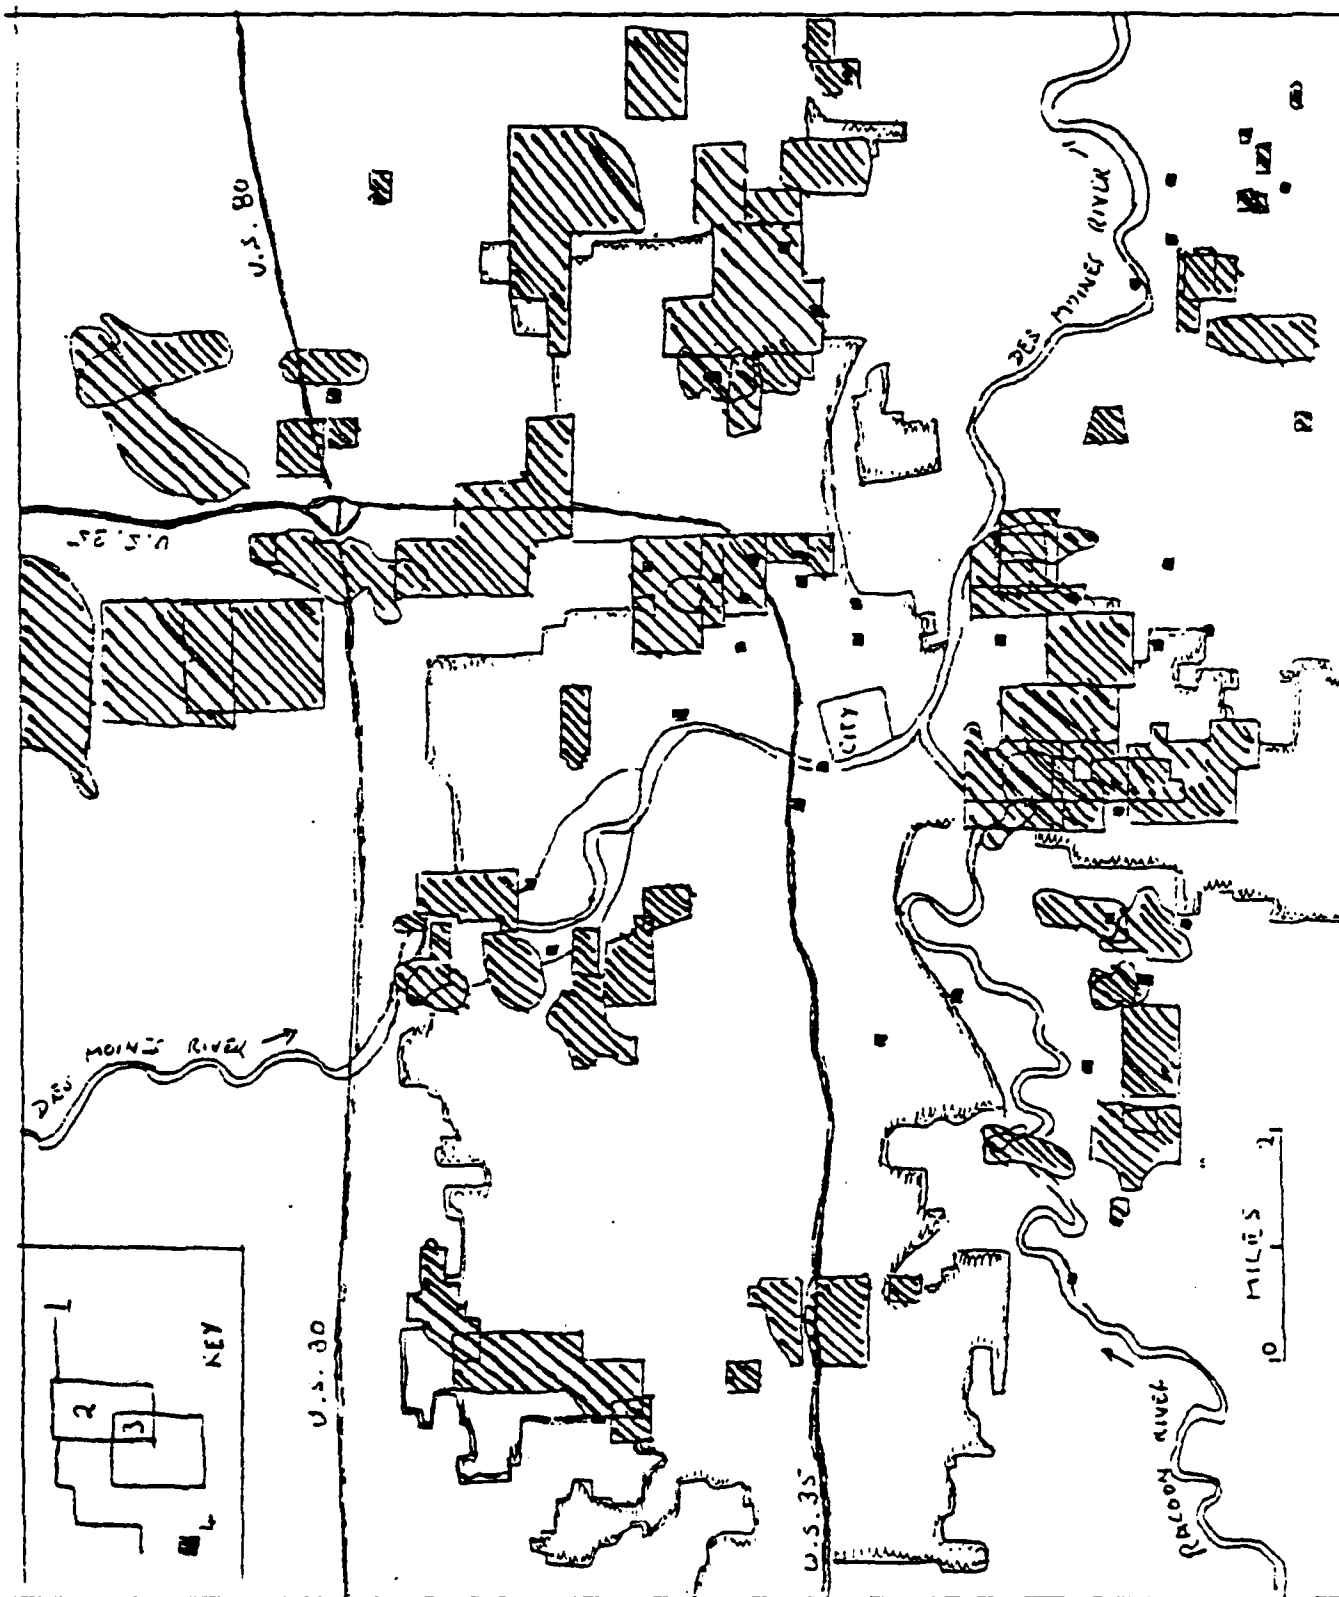 U.S. 80
U.S. 35
DES MOINES RIVER
CITY
DES MOINES RIVER
U.S. 80
U.S. 35
RACOON RIVER
0 MILES 2
KEY
1
2
3
4